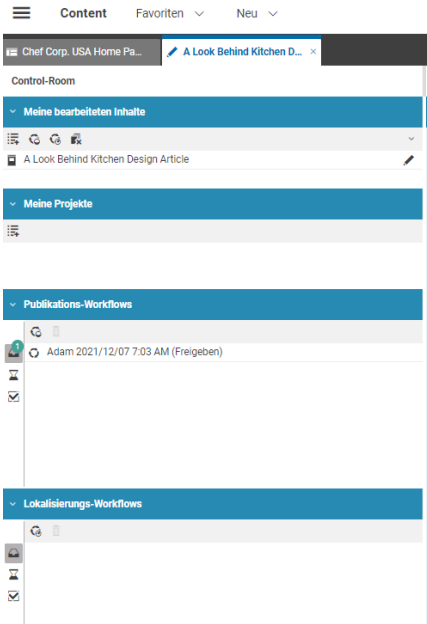 Content Favoriten Neu
Chef Corp. USA Home Pa... A Look Behind Kitchen D... ×
Control-Room
Meine bearbeiteten Inhalte
A Look Behind Kitchen Design Article
Meine Projekte
Publikations-Workflows
1
Adam 2021/12/07 7:03 AM (Freigeben)
Lokalisierungs-Workflows